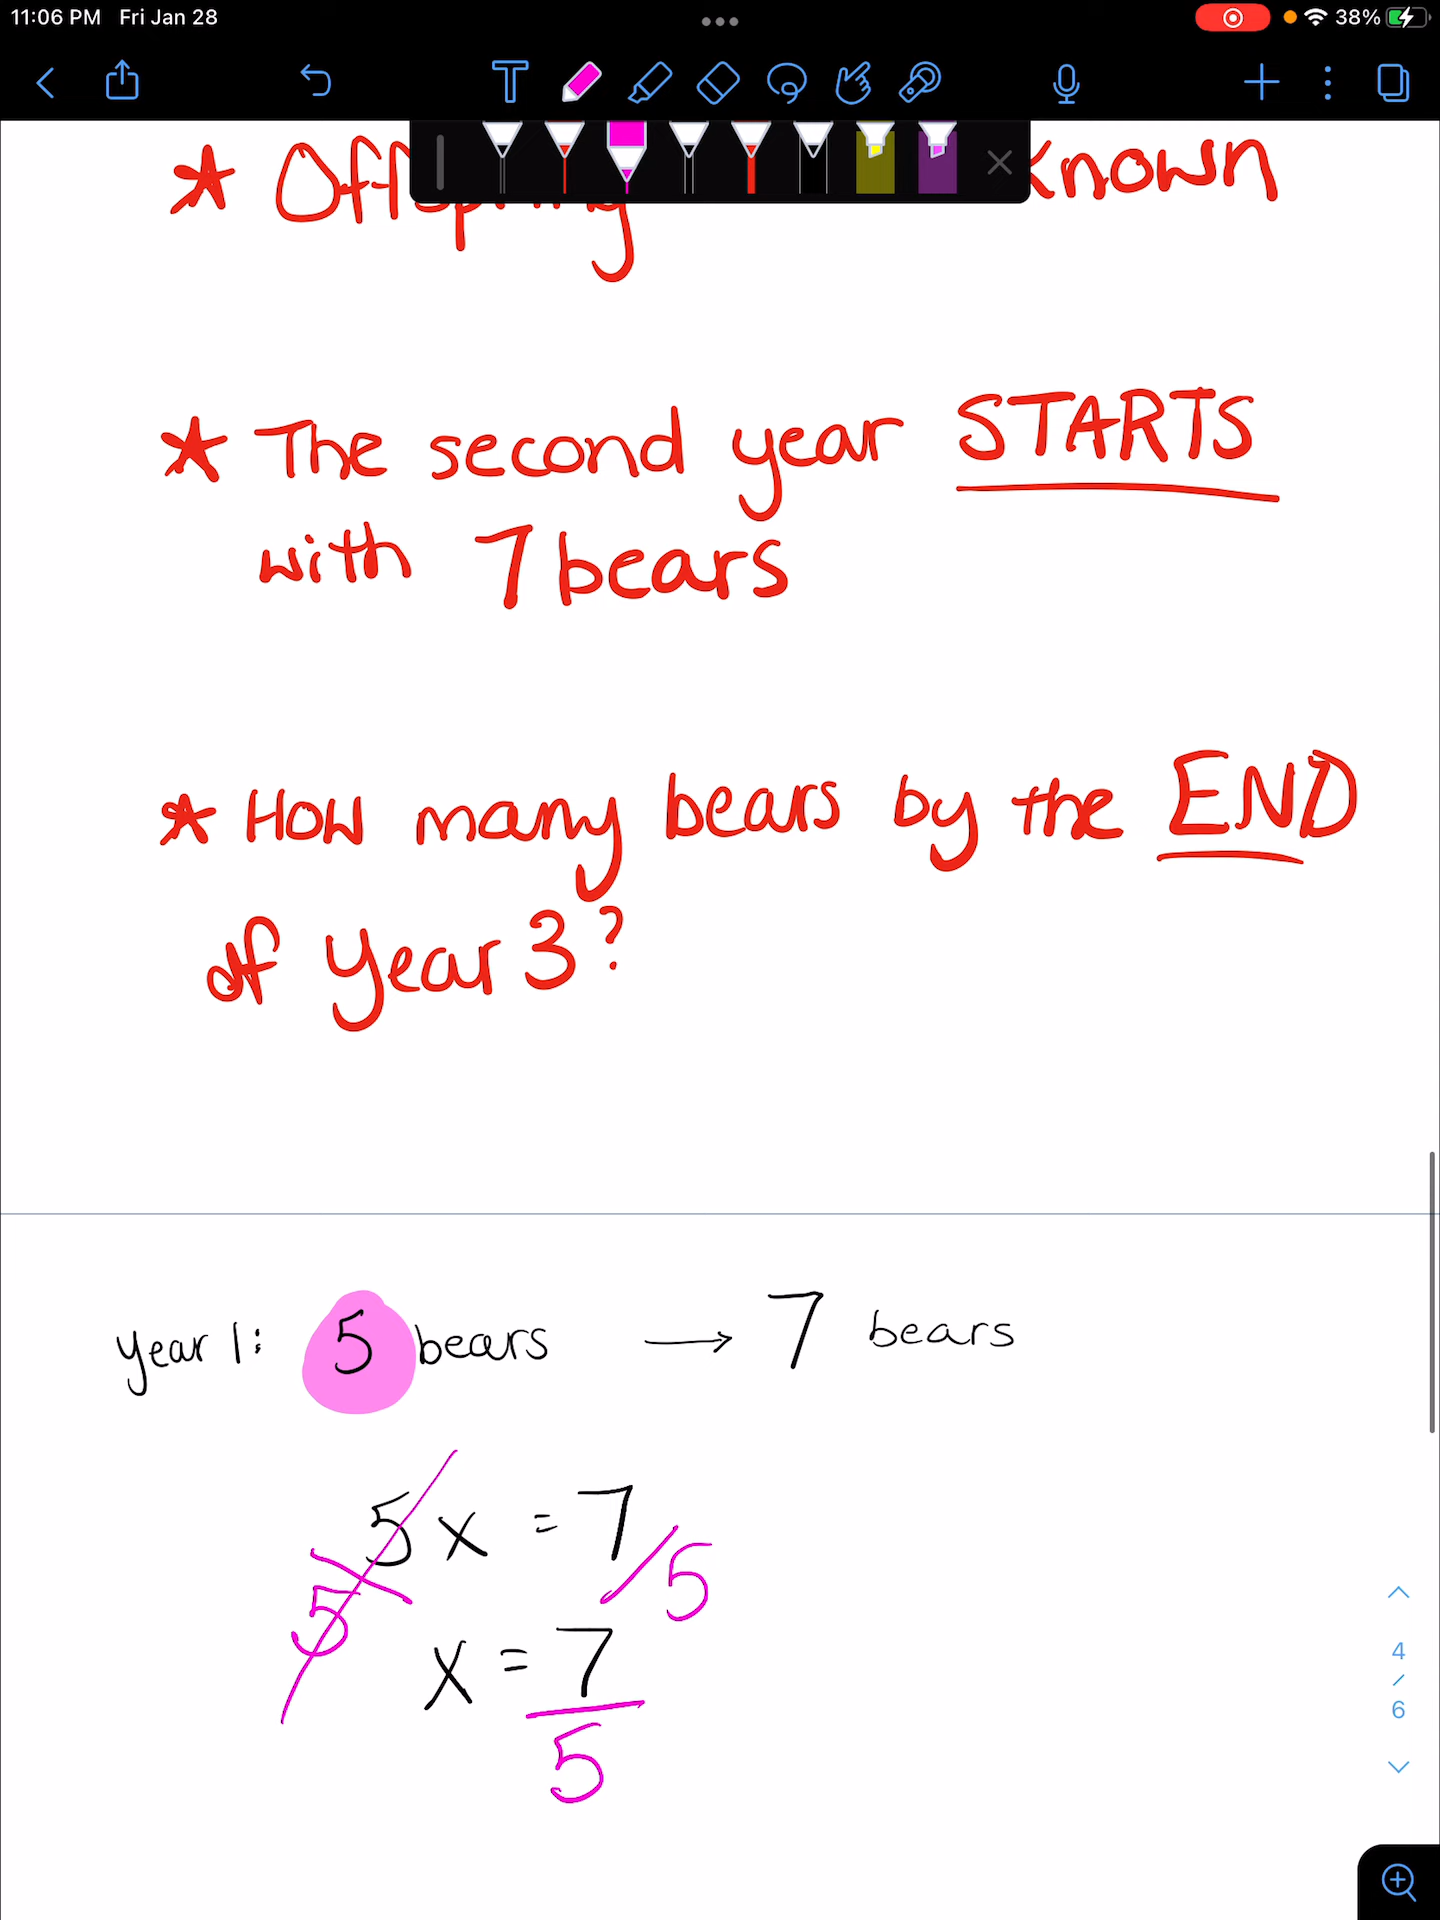 11:06 PM Fri Jan 28
38%
* Offspring known
* The second year STARTS
with 7 bears
* How many bears by the END
of year 3?
year 1: 5 bears → 7 bears
5x = 7/5
5
x = 7
5
4
/
6